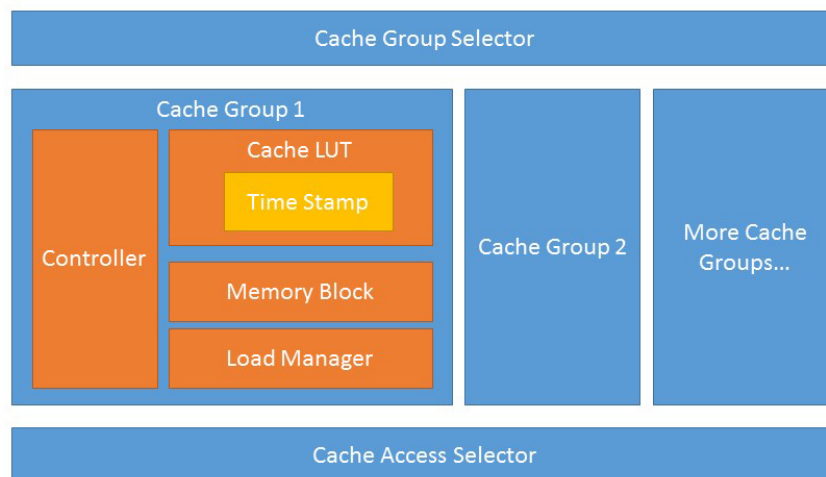 Cache Group Selector
Cache Group 1
Cache LUT
Time Stamp
Controller
Memory Block
Load Manager
Cache Group 2
More Cache
Groups...
Cache Access Selector